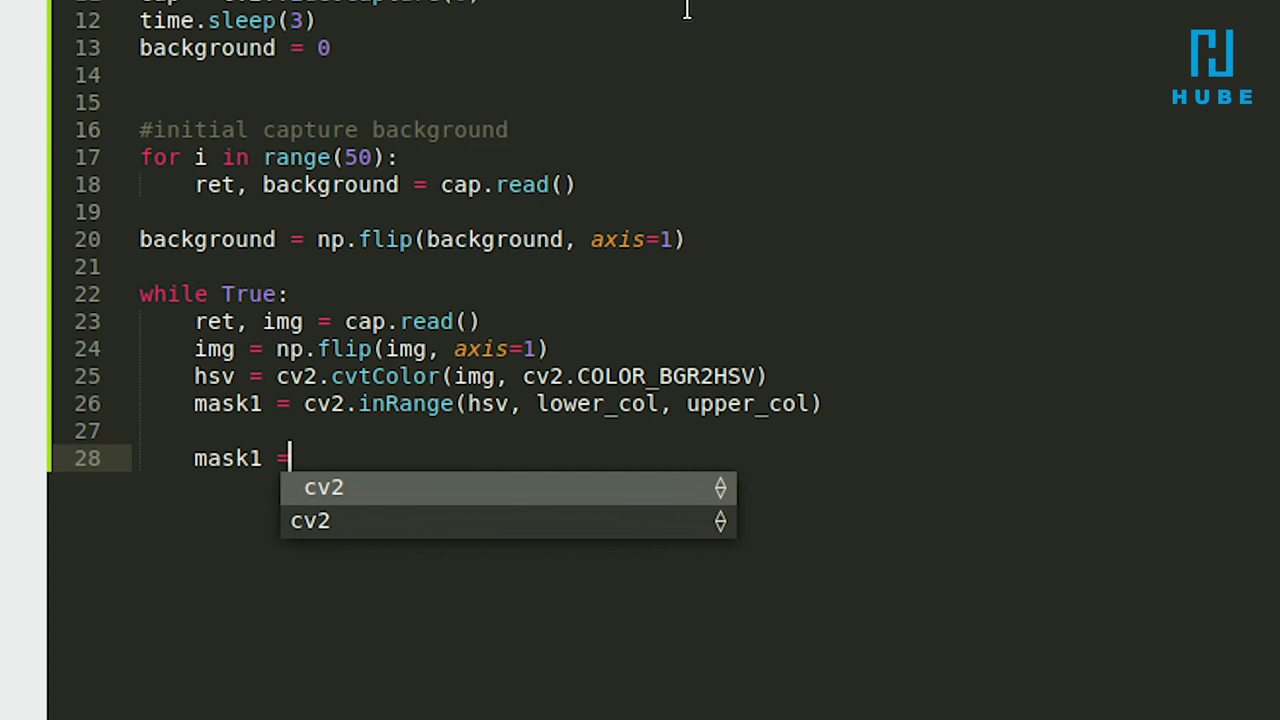 12 time.sleep(3)
13 background = 0
14
15
16 #initial capture background
17 for i in range(50):
18 ret, background = cap.read()
19
20 background = np.flip(background, axis=1)
21
22 while True:
23 ret, img = cap.read()
24 img = np.flip(img, axis=1)
25 hsv = cv2.cvtColor(img, cv2.COLOR_BGR2HSV)
26 mask1 = cv2.inRange(hsv, lower_col, upper_col)
27
28 mask1 =
cv2
cv2
HUBE